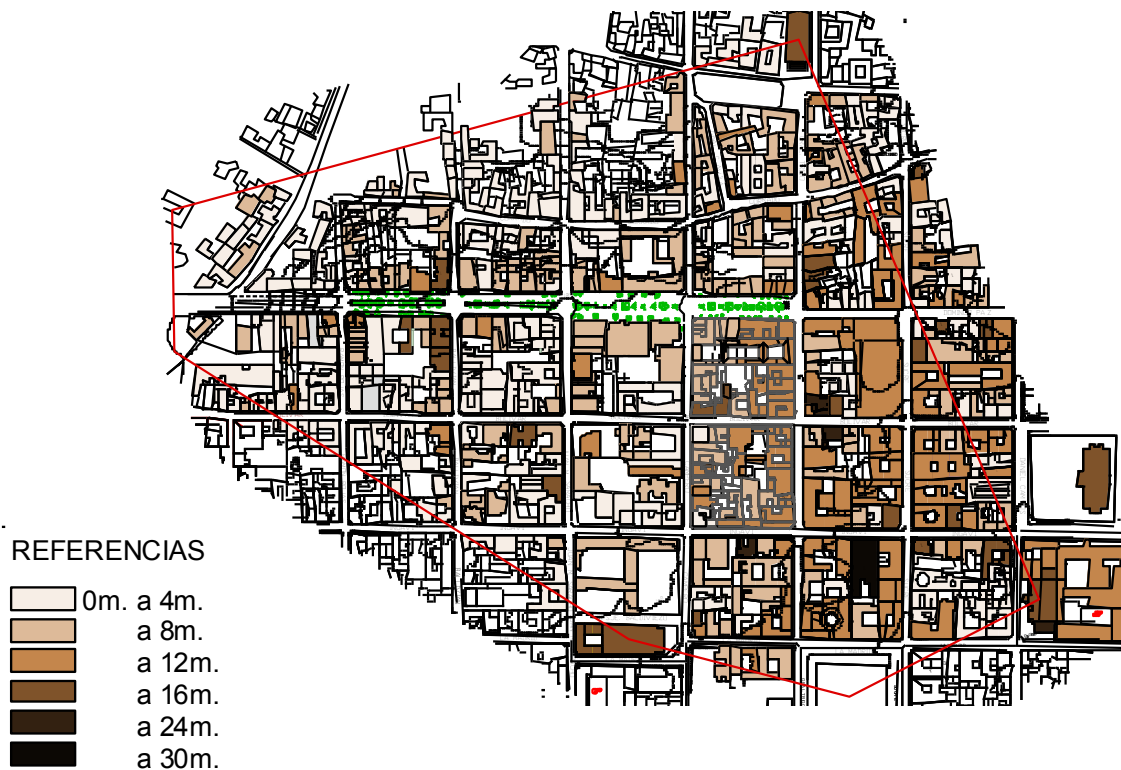 REFERENCIAS
0m. a 4m.
a 8m.
a 12m.
a 16m.
a 24m.
a 30m.